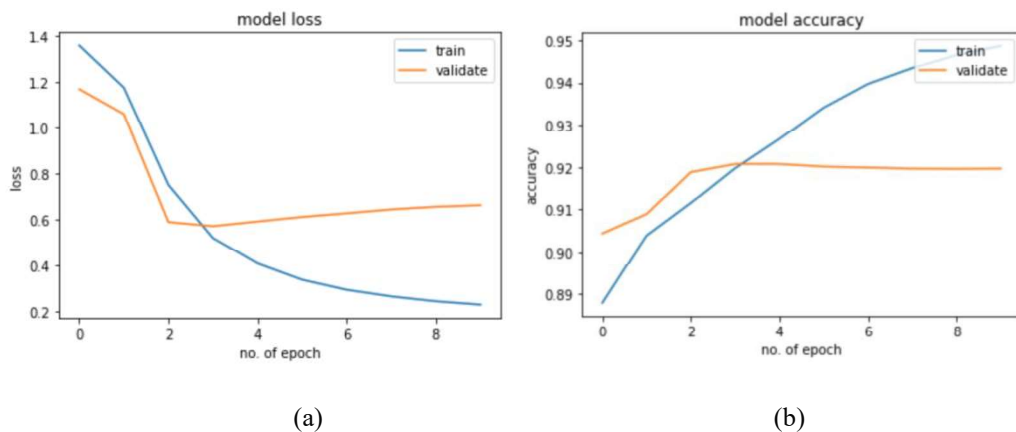 model loss
1.4
1.2
1.0
0.8
0.6
0.4
0.2
loss
0 2 4 6 8
no. of epoch
train
validate
(a)
model accuracy
0.95
0.94
0.93
0.92
0.91
0.90
0.89
accuracy
0 2 4 6 8
no. of epoch
train
validate
(b)